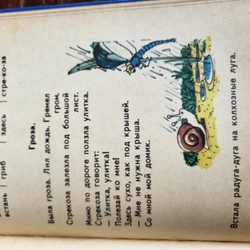 встань | гриб | здесь | стре-ко-за
Гроза.
Была гроза. Лил дождь. Гремел
гром.
Стрекоза залезла под большой
лист.
Мимо по дороге ползла улитка.
Стрекоза говорит:
– Улитка, улитка!
Полезай ко мне!
Здесь сухо, как под крышей.
– Мне не нужна крыша.
Со мной мой домик.
Встала радуга-дуга на колхозные луга.